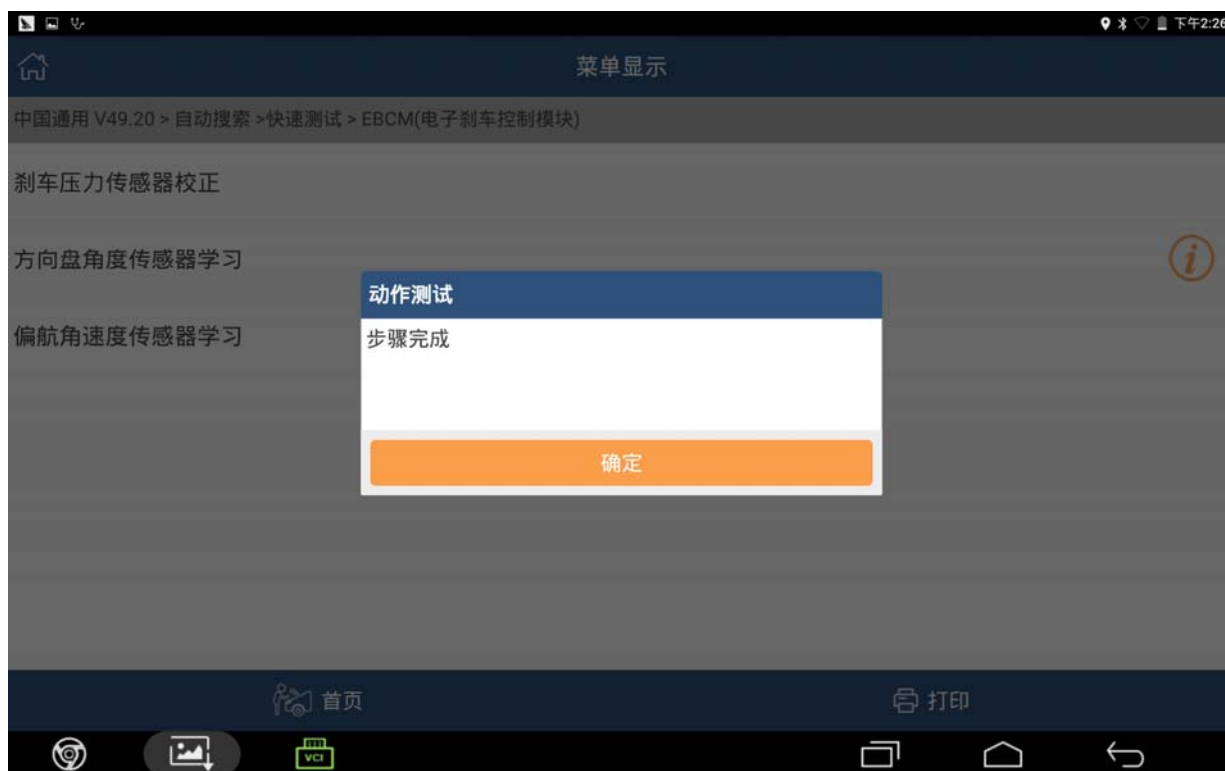 下午2:26
菜单显示
中国通用 V49.20 > 自动搜索 >快速测试 > EBCM(电子刹车控制模块)
刹车压力传感器校正
方向盘角度传感器学习
偏航角速度传感器学习
动作测试
步骤完成
确定
首页
打印
VCI